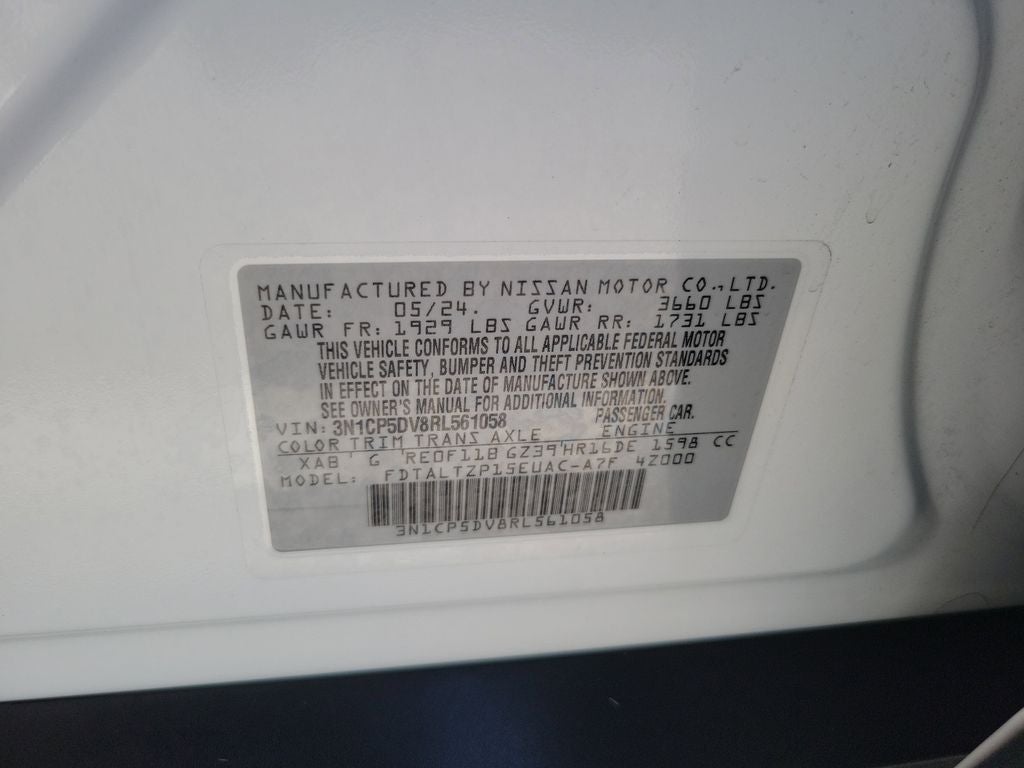 MANUFACTURED BY NISSAN MOTOR CO.,LTD.
DATE: 05/24. GVWR: 3660 LBS
GAWR FR: 1929 LBS GAWR RR: 1731 LBS
THIS VEHICLE CONFORMS TO ALL APPLICABLE FEDERAL MOTOR
VEHICLE SAFETY, BUMPER AND THEFT PREVENTION STANDARDS
IN EFFECT ON THE DATE OF MANUFACTURE SHOWN ABOVE.
SEE OWNER'S MANUAL FOR ADDITIONAL INFORMATION.
VIN: 3N1CP5DV8RL561058 PASSENGER CAR.
COLOR TRIM TRANS AXLE ENGINE
XAB ' G 'RE0F11B GZ39'HR16DE 1598 CC
MODEL: FDTALTZP15EUAC-A7F 4Z000
3N1CP5DV8RL561058